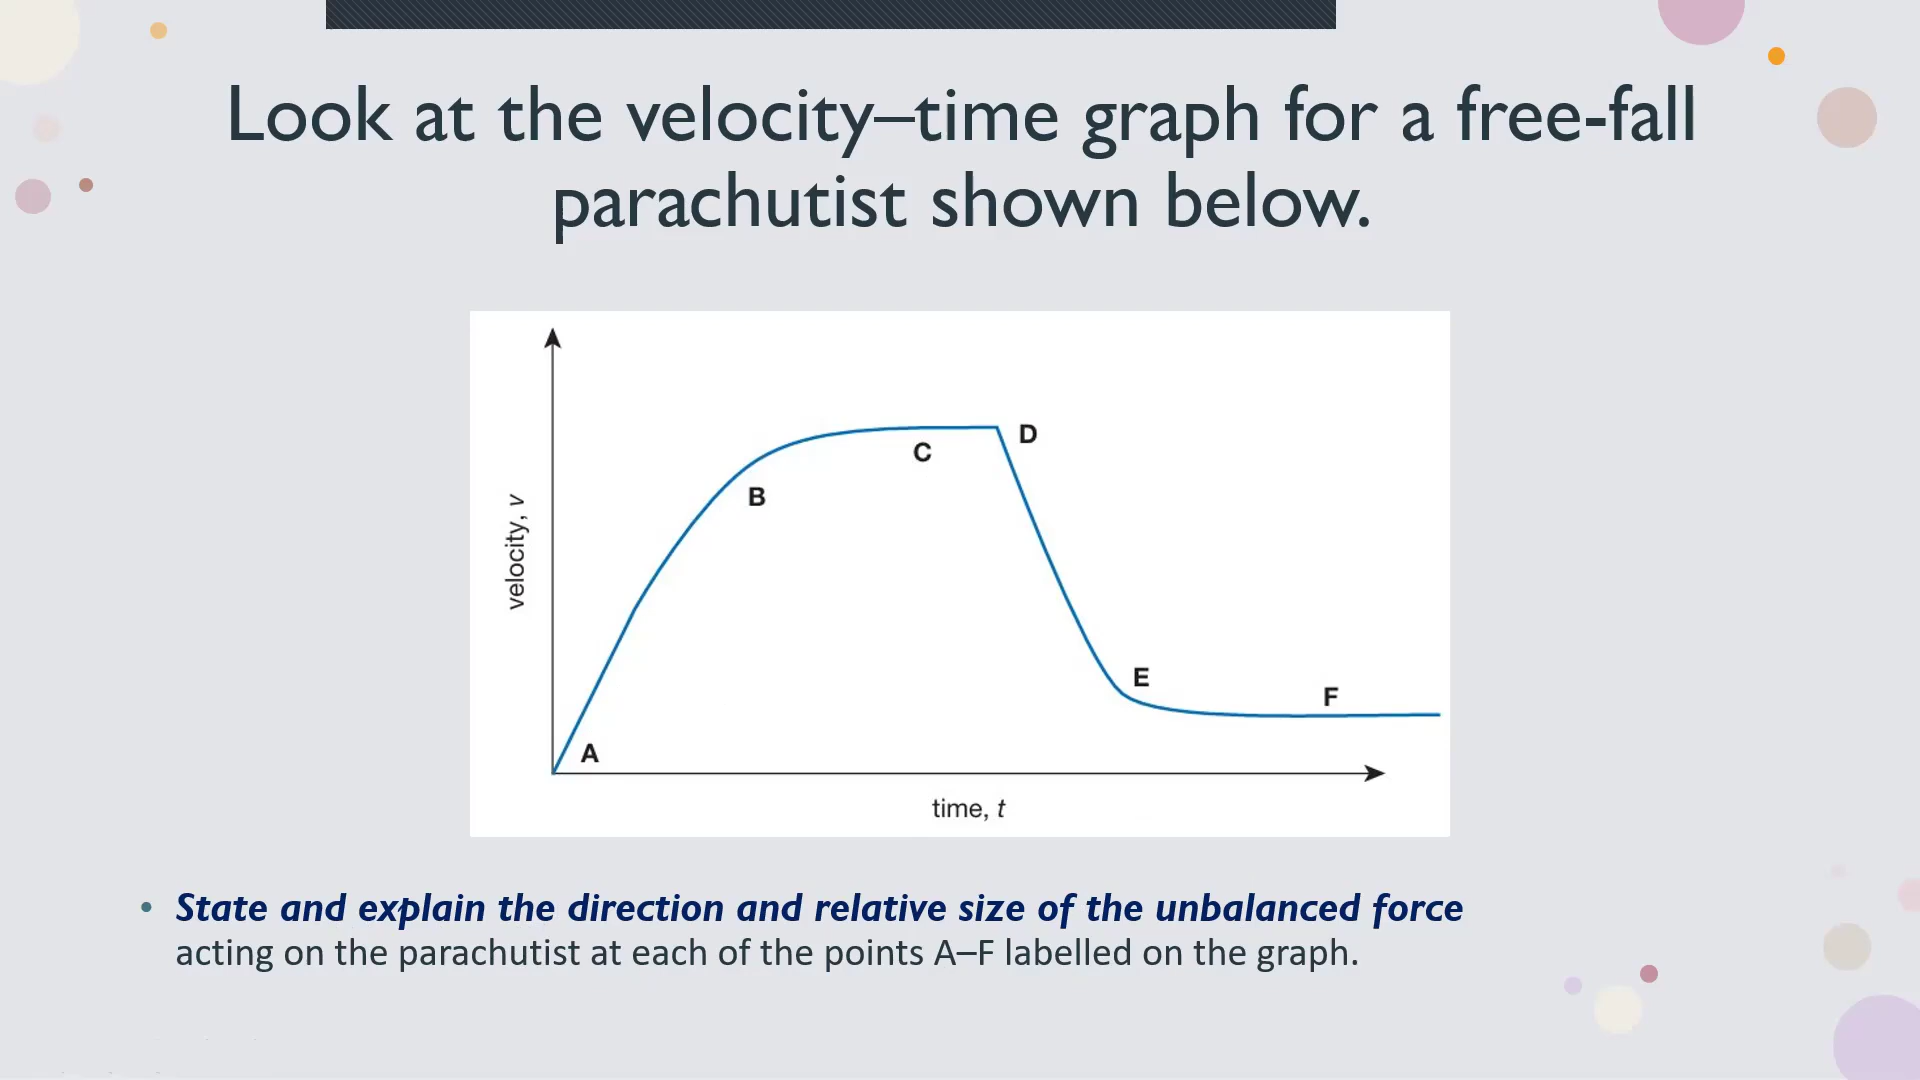 Look at the velocity–time graph for a free-fall
parachutist shown below.
velocity, v
A
B
C
D
E
F
time, t
• State and explain the direction and relative size of the unbalanced force
acting on the parachutist at each of the points A–F labelled on the graph.